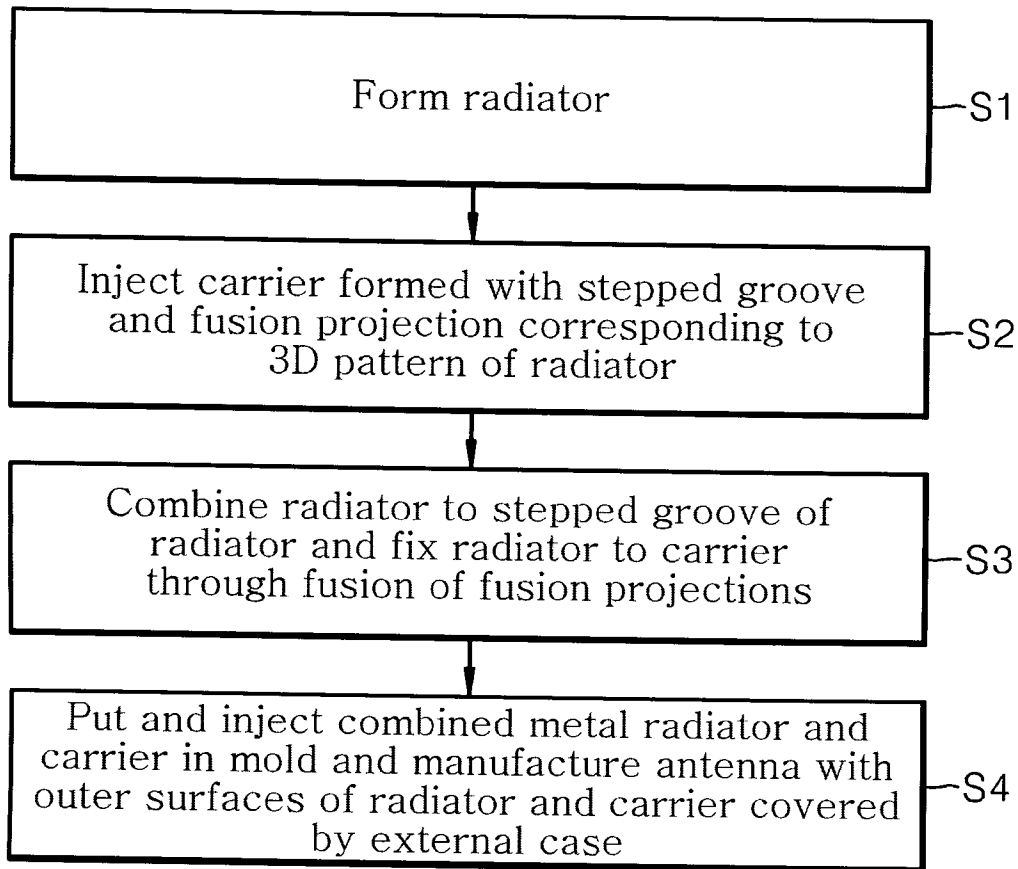 Form radiator
S1
Inject carrier formed with stepped groove
and fusion projection corresponding to
3D pattern of radiator
S2
Combine radiator to stepped groove of
radiator and fix radiator to carrier
through fusion of fusion projections
S3
Put and inject combined metal radiator and
carrier in mold and manufacture antenna with
outer surfaces of radiator and carrier covered
by external case
S4